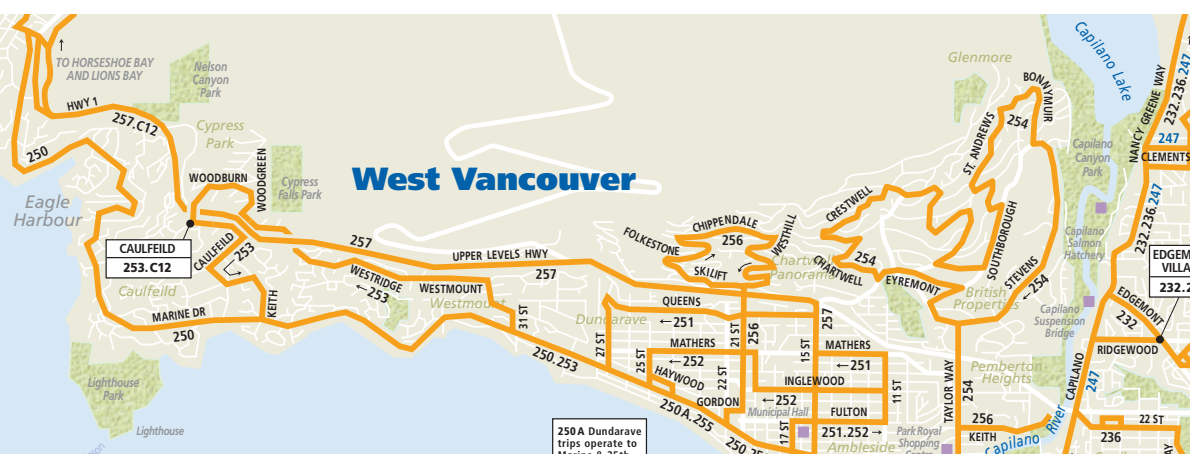 TO HORSESHOE BAY
AND LIONS BAY
Nelson
Canyon
Park
HWY 1
257.C12
250
Cypress
Park
WOODBURN
WOODGREEN
Cypress
Falls Park
West Vancouver
Eagle
Harbour
CAULFEILD
253.C12
CAULFEILD
←253
Caulfeild
MARINE DR
250
KEITH
Lighthouse
Park
Lighthouse
257
UPPER LEVELS HWY
257
WESTRIDGE
←253
WESTMOUNT
Westmount
31 ST
250.253
FOLKESTONE
CHIPPENDALE
256
SKILIFT
WESTHILL
Chartwell
Panorama
CRESTWELL
254
CHARTWELL
EYREMONT
Glenmore
BONNYMUIR
254
ST. ANDREWS
SOUTHBOROUGH
STEVENS
←254
British
Properties
Capilano Lake
NANCY GREENE WAY
232.236.247
247
CLEMENTS
Capilano
Canyon
Park
232.236.247
Capilano
Salmon
Hatchery
EDGEM
VILLA
232.2
Capilano
Suspension
Bridge
EDGEMONT
232
RIDGEWOOD
CAPILANO
247
QUEENS
←251
Dundarave
27 ST
25 ST
MATHERS
←252
HAYWOOD
22 ST
21 ST
256
GORDON
250A.255
15 ST
257
MATHERS
←251
INGLEWOOD
←252
Municipal Hall
FULTON
251.252→
11 ST
17 ST
Ambleside
Park Royal
Shopping
Centre
TAYLOR WAY
254
Pemberton
Heights
256
KEITH
Capilano River
22 ST
236
WAY
250A Dundarave
trips operate to
Marine & 25th
250.25